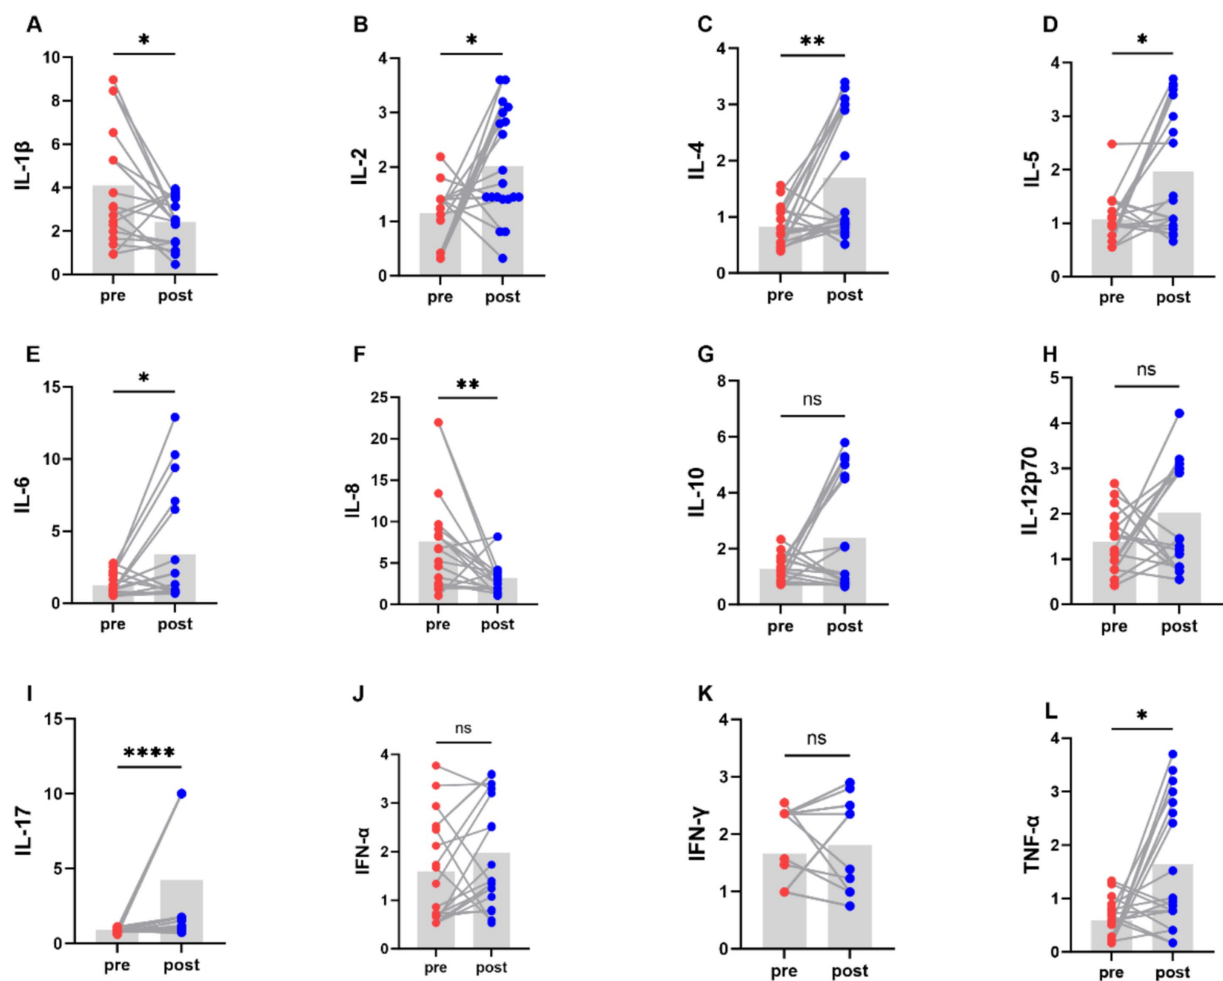 A
*
IL-1β
10
8
6
4
2
0
pre post
B
*
IL-2
4
3
2
1
0
pre post
C
**
IL-4
4
3
2
1
0
pre post
D
*
IL-5
4
3
2
1
0
pre post
E
*
IL-6
15
10
5
0
pre post
F
**
IL-8
25
20
15
10
5
0
pre post
G
ns
IL-10
8
6
4
2
0
pre post
H
ns
IL-12p70
5
4
3
2
1
0
pre post
I
****
IL-17
15
10
5
0
pre post
J
ns
IFN-α
4
3
2
1
0
pre post
K
ns
IFN-γ
4
3
2
1
0
pre post
L
*
TNF-α
4
3
2
1
0
pre post